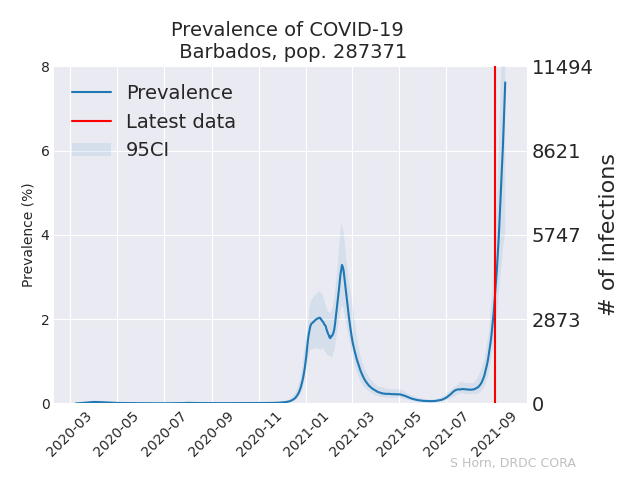 Prevalence of COVID-19
Barbados, pop. 287371
Prevalence
Latest data
95CI
Prevalence (%)
8
6
4
2
0
11494
8621
5747
2873
0
# of infections
2020-03
2020-05
2020-07
2020-09
2020-11
2021-01
2021-03
2021-05
2021-07
2021-09
S Horn, DRDC CORA